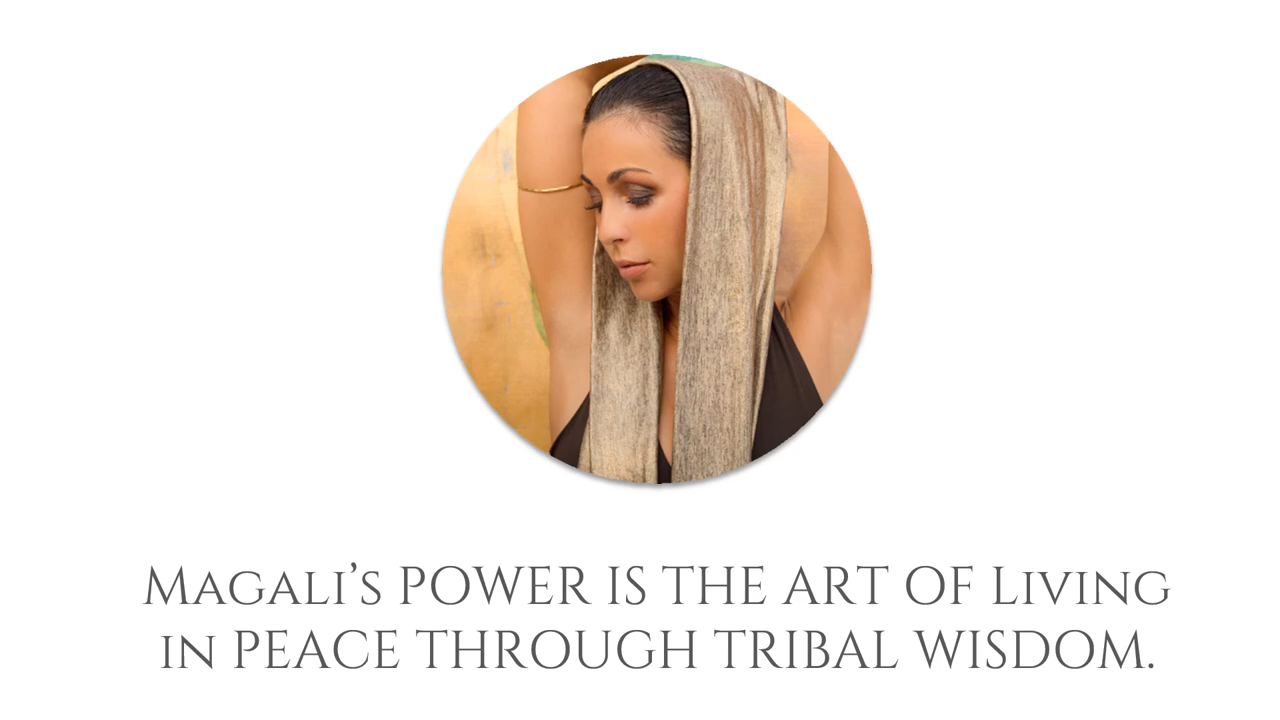 Magali’s POWER IS THE ART OF Living
in PEACE THROUGH TRIBAL WISDOM.